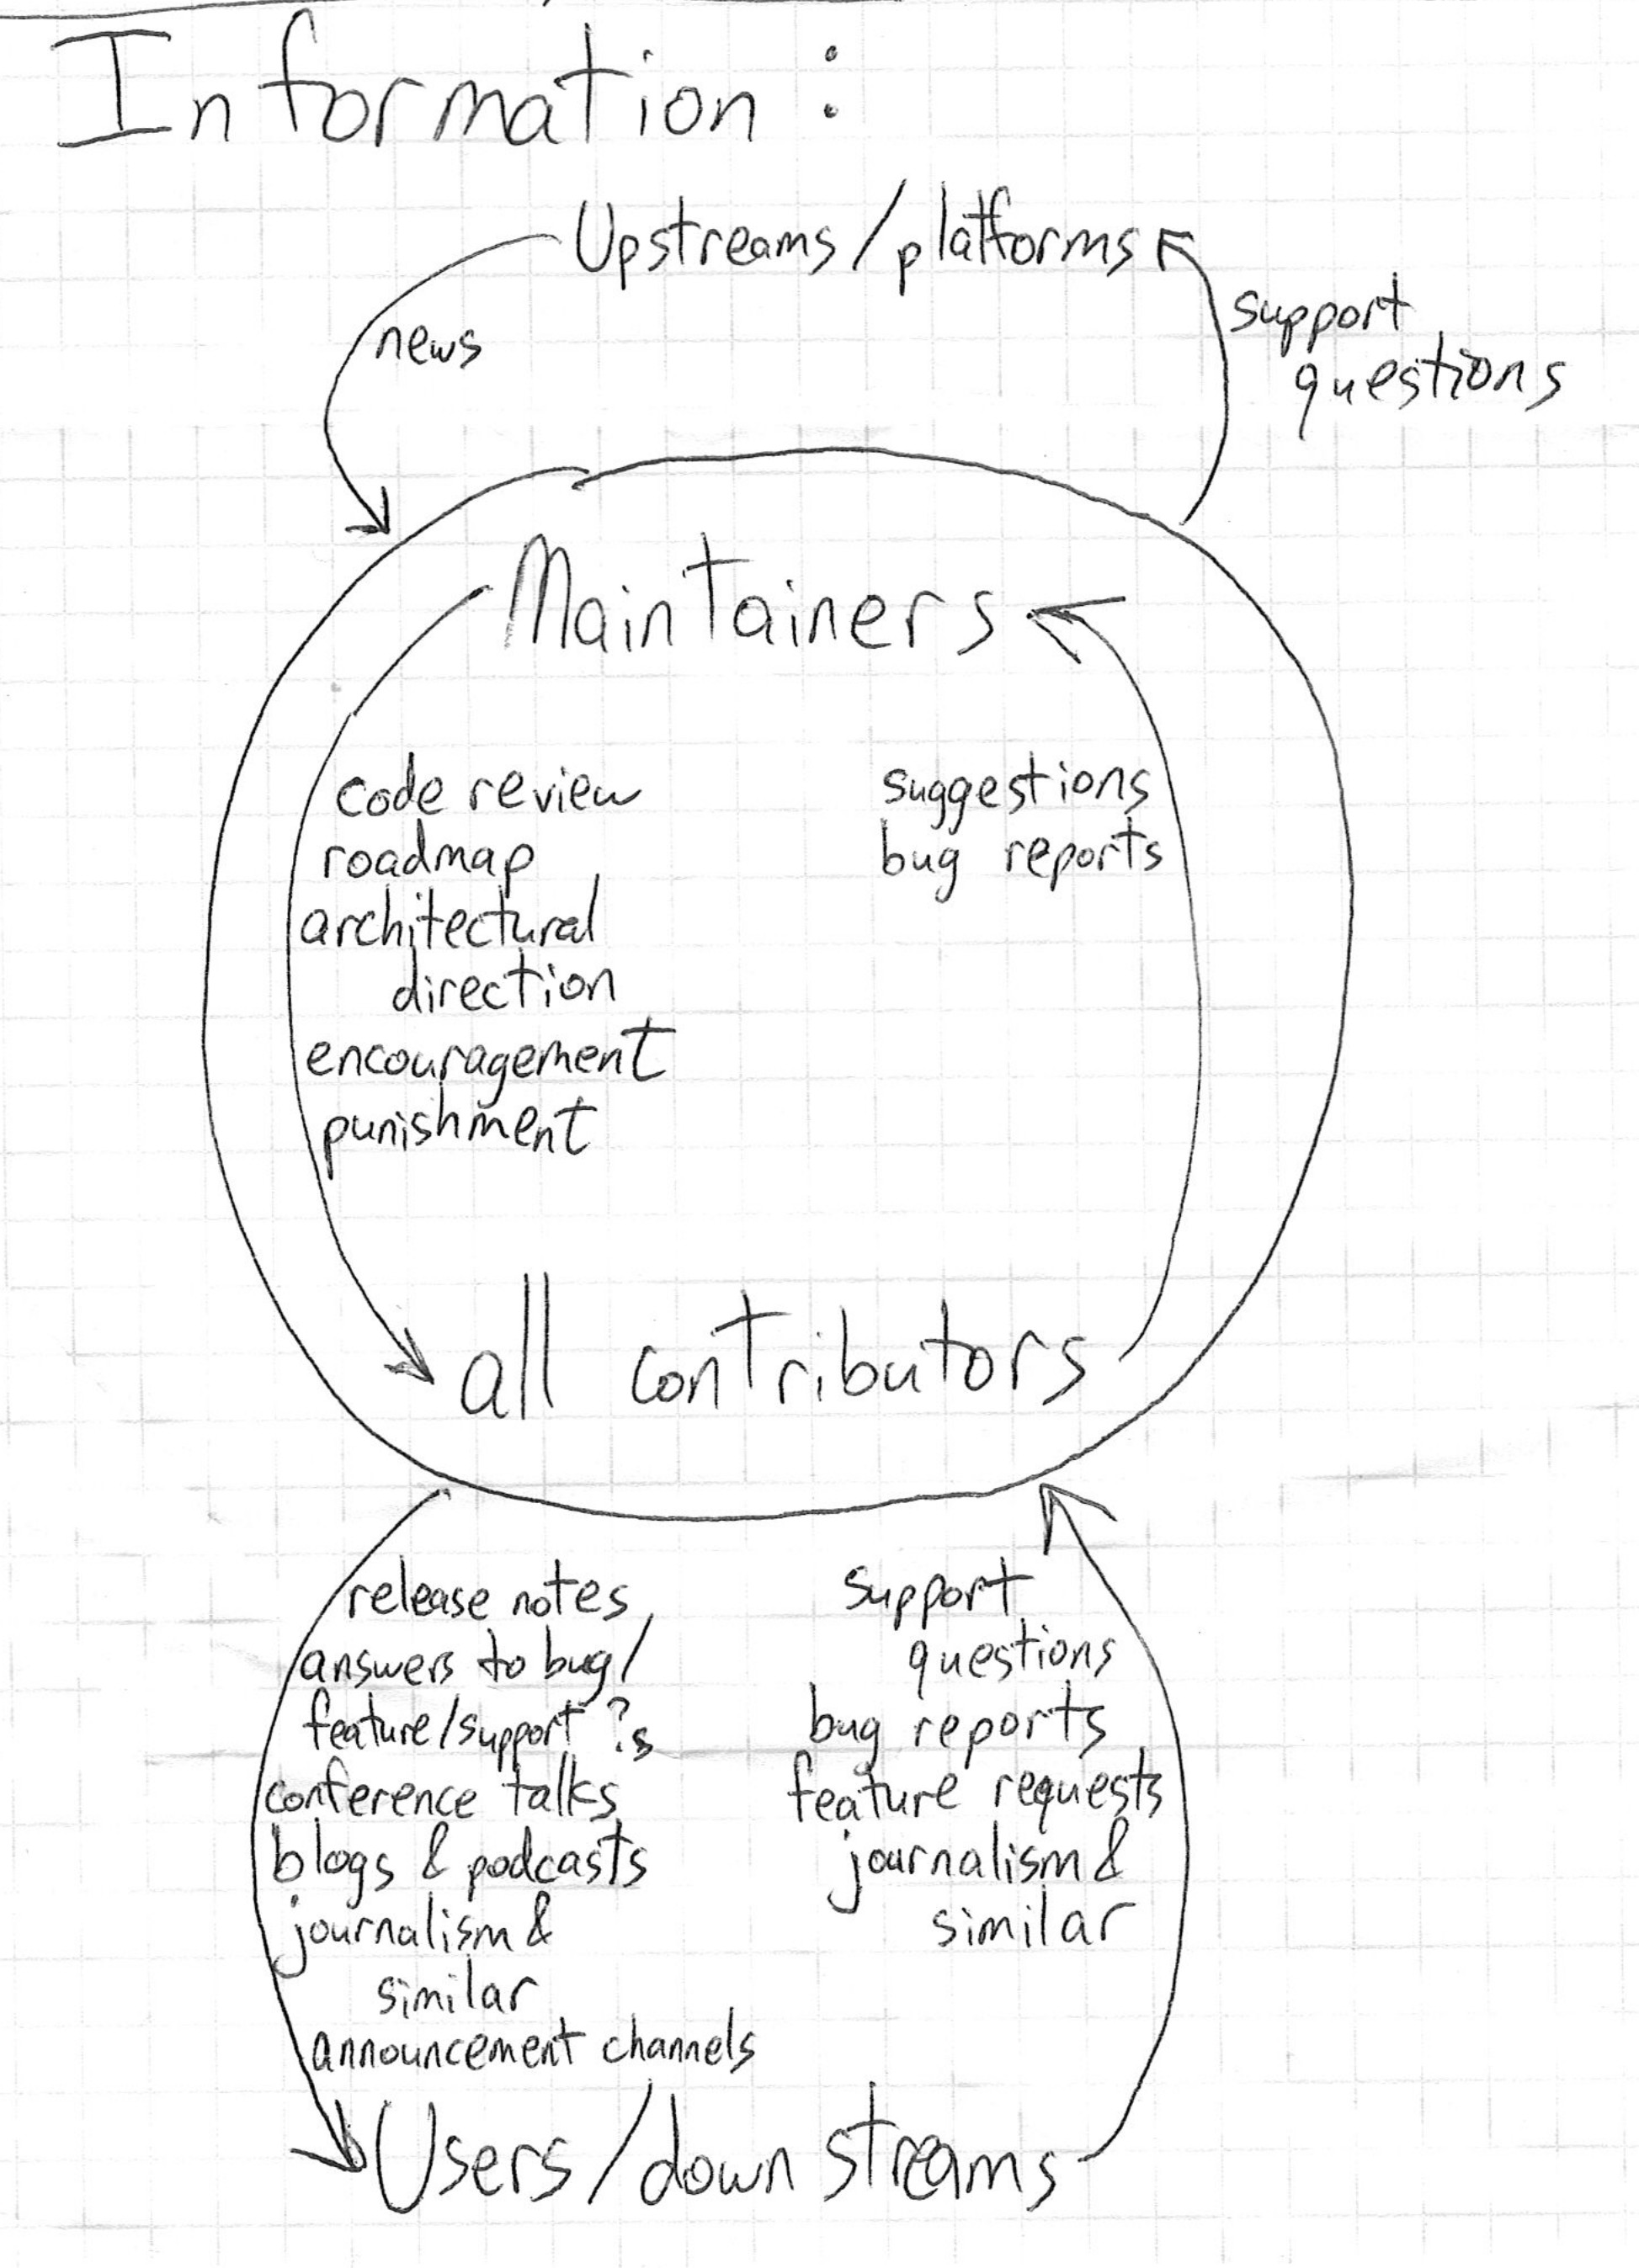 Information:
Upstreams/platforms
news
support
questions
Maintainers
code review
roadmap
architectural
direction
encouragement
punishment
suggestions
bug reports
all contributors
release notes,
answers to bug/
feature/support ?s
conference talks
blogs & podcasts
journalism &
similar
announcement channels
support
questions
bug reports
feature requests
journalism &
similar
Users/downstreams